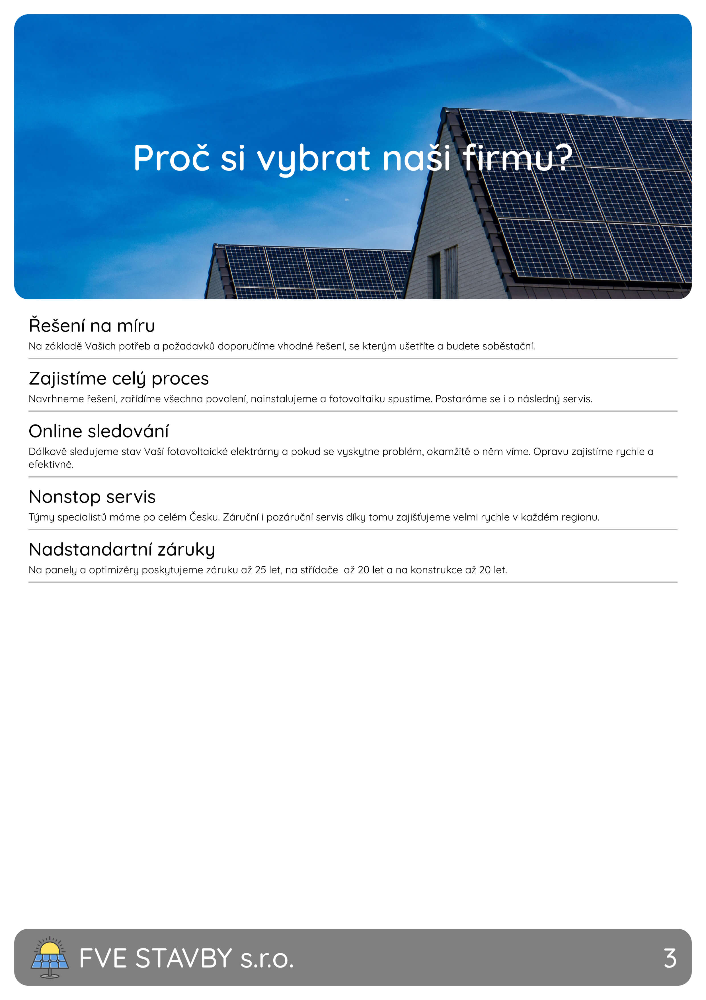 Proč si vybrat naši firmu?
Řešení na míru
Na základě Vašich potřeb a požadavků doporučíme vhodné řešení, se kterým ušetříte a budete soběstační.
Zajistíme celý proces
Navrhneme řešení, zařídíme všechna povolení, nainstalujeme a fotovoltaiku spustíme. Postaráme se i o následný servis.
Online sledování
Dálkově sledujeme stav Vaší fotovoltaické elektrárny a pokud se vyskytne problém, okamžitě o něm víme. Opravu zajistíme rychle a
efektivně.
Nonstop servis
Týmy specialistů máme po celém Česku. Záruční i pozáruční servis díky tomu zajišťujeme velmi rychle v každém regionu.
Nadstandartní záruky
Na panely a optimizéry poskytujeme záruku až 25 let, na střídače  až 20 let a na konstrukce až 20 let.
FVE STAVBY s.r.o.
3